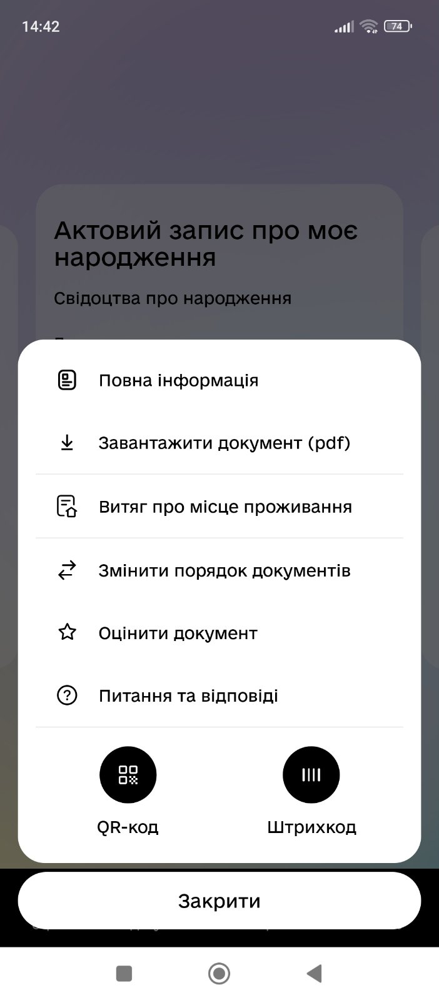 14:42
74
Актовий запис про моє
народження
Свідоцтва про народження
Повна інформація
Завантажити документ (pdf)
Витяг про місце проживання
Змінити порядок документів
Оцінити документ
Питання та відповіді
QR-код
Штрихкод
Закрити